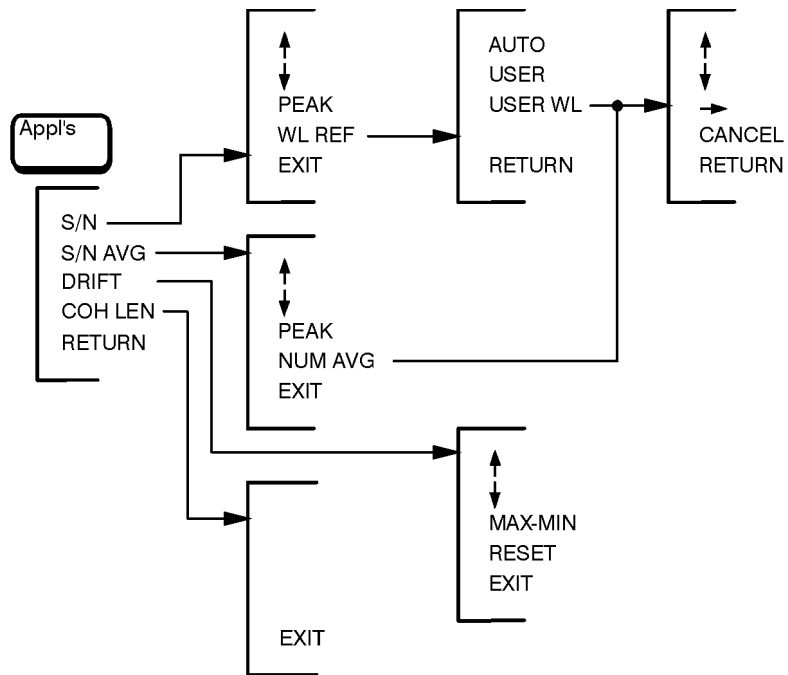 Appl's
S/N
S/N AVG
DRIFT
COH LEN
RETURN
PEAK
WL REF
EXIT
AUTO
USER
USER WL
RETURN
CANCEL
RETURN
PEAK
NUM AVG
EXIT
MAX-MIN
RESET
EXIT
EXIT